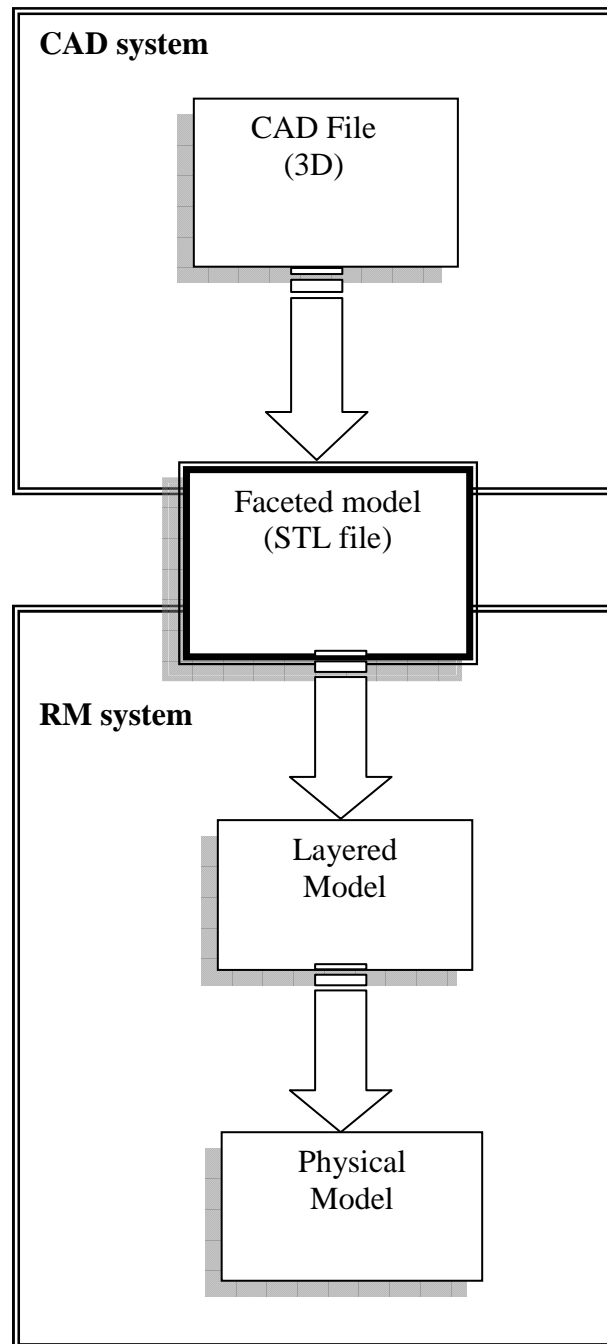 CAD system
CAD File
(3D)
Faceted model
(STL file)
RM system
Layered
Model
Physical
Model